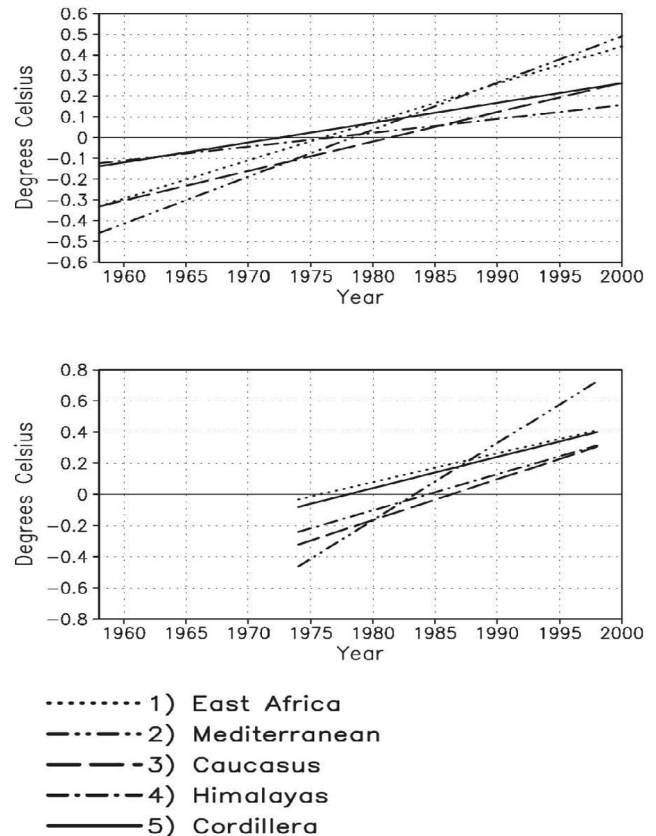 0.6
0.5
0.4
0.3
0.2
0.1
0
−0.1
−0.2
−0.3
−0.4
−0.5
−0.6
Degrees Celsius
1960 1965 1970 1975 1980 1985 1990 1995 2000
Year
0.8
0.6
0.4
0.2
0
−0.2
−0.4
−0.6
−0.8
Degrees Celsius
1960 1965 1970 1975 1980 1985 1990 1995 2000
Year
1) East Africa
2) Mediterranean
3) Caucasus
4) Himalayas
5) Cordillera